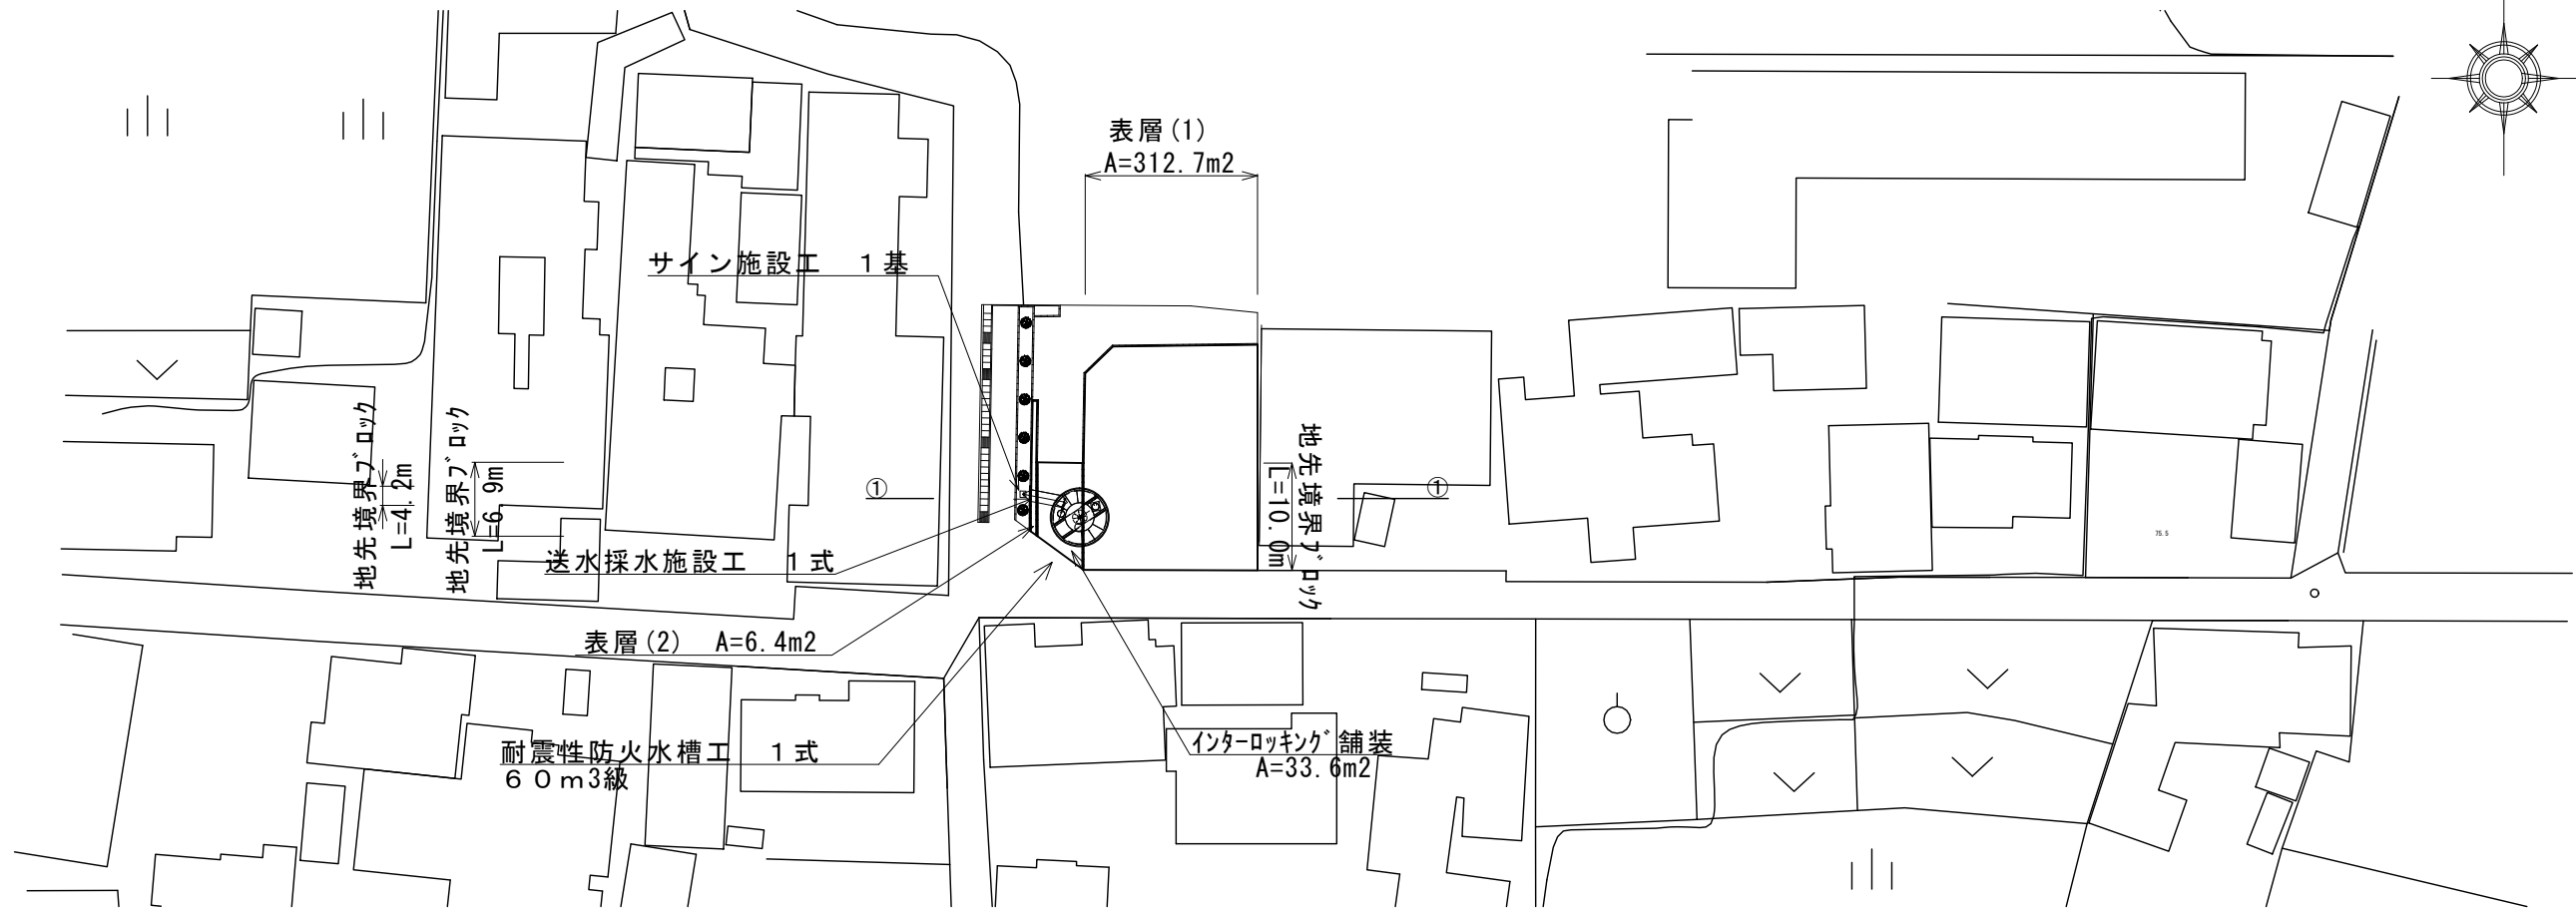 表層(1)
A=312.7m2
サイン施設工　１基
地先境界ﾌﾞﾛｯｸ
L=4.2m
地先境界ﾌﾞﾛｯｸ
L=6.9m
①
①
地先境界ﾌﾞﾛｯｸ
L=10.0m
送水採水施設工　１式
75.5
表層(2)　A=6.4m2
耐震性防火水槽工　１式
６０ｍ3級
ｲﾝﾀｰﾛｯｷﾝｸﾞ舗装
A=33.6m2